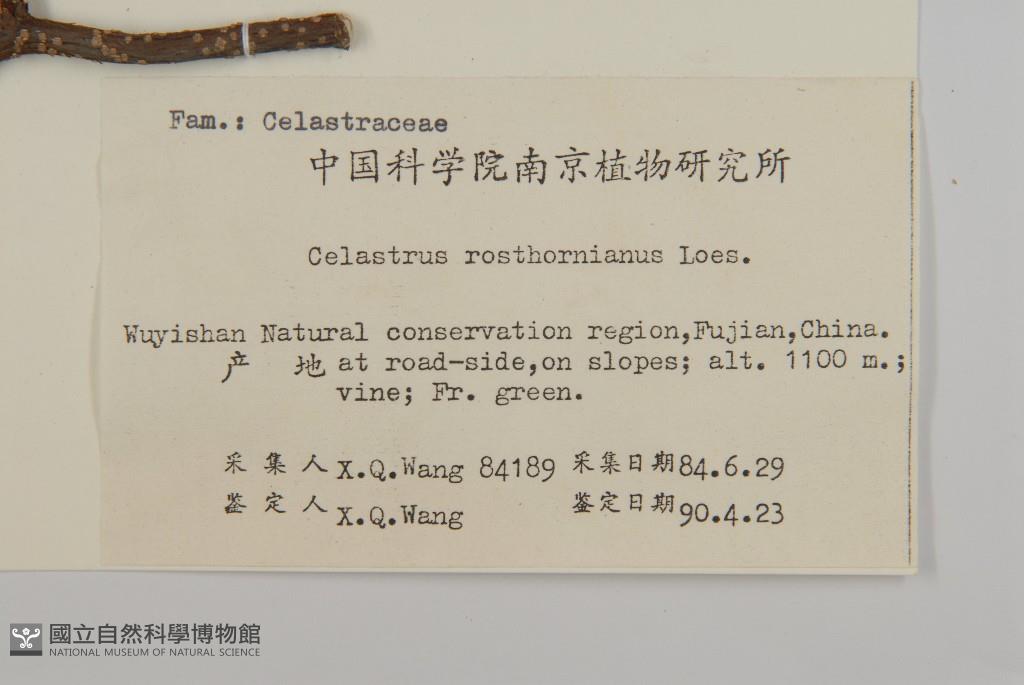 Fam.: Celastraceae
中国科学院南京植物研究所
Celastrus rosthornianus Loes.
Wuyishan Natural conservation region,Fujian,China.
产 地 at road-side,on slopes; alt. 1100 m.;
vine; Fr. green.
采集人 X.Q.Wang 84189 采集日期 84.6.29
鉴定人 X.Q.Wang 鉴定日期 90.4.23
國立自然科學博物館
NATIONAL MUSEUM OF NATURAL SCIENCE